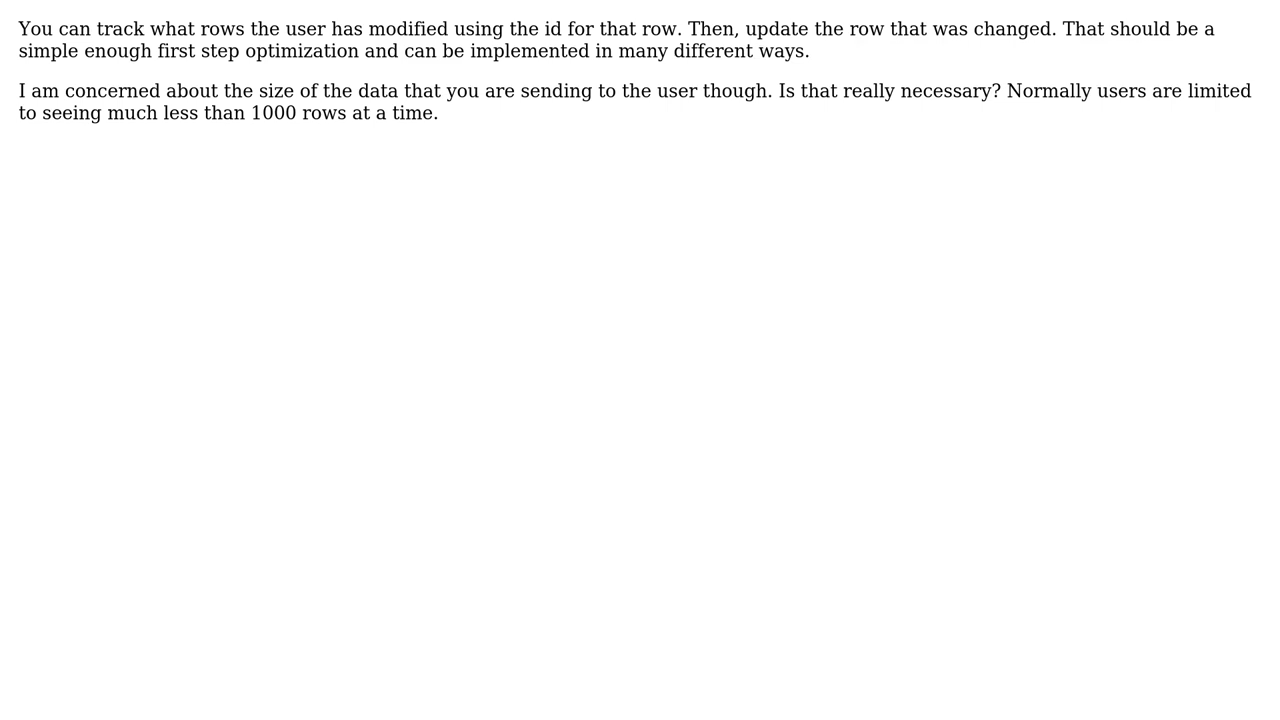 You can track what rows the user has modified using the id for that row. Then, update the row that was changed. That should be a
simple enough first step optimization and can be implemented in many different ways.
I am concerned about the size of the data that you are sending to the user though. Is that really necessary? Normally users are limited
to seeing much less than 1000 rows at a time.